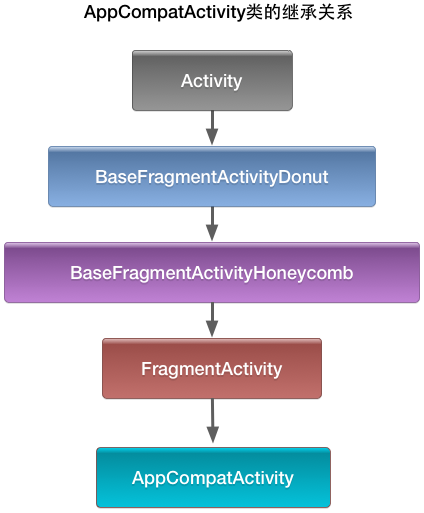 AppCompatActivity类的继承关系
Activity
BaseFragmentActivityDonut
BaseFragmentActivityHoneycomb
FragmentActivity
AppCompatActivity